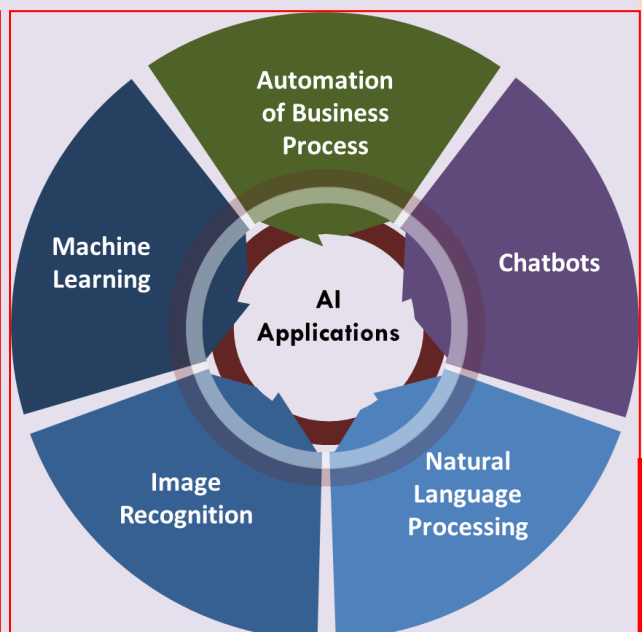 Automation
of Business
Process
Chatbots
Natural
Language
Processing
Image
Recognition
Machine
Learning
AI
Applications